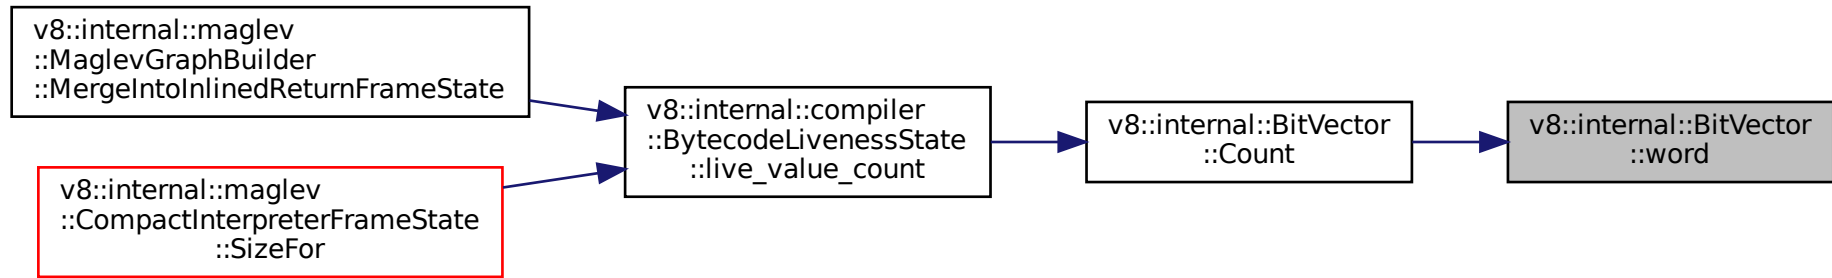 v8::internal::maglev
::MaglevGraphBuilder
::MergeIntoInlinedReturnFrameState
v8::internal::maglev
::CompactInterpreterFrameState
::SizeFor
v8::internal::compiler
::BytecodeLivenessState
::live_value_count
v8::internal::BitVector
::Count
v8::internal::BitVector
::word